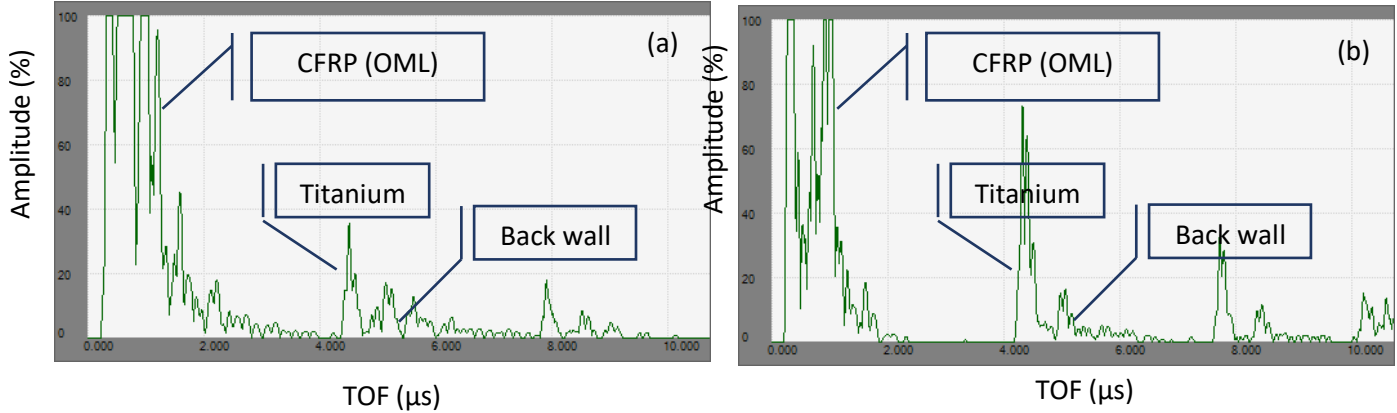 (a)
Amplitude (%)
100
80
60
40
20
0
CFRP (OML)
Titanium
Back wall
0.000 2.000 4.000 6.000 8.000 10.000
TOF (µs)
(b)
Amplitude (%)
100
80
60
40
20
0
CFRP (OML)
Titanium
Back wall
0.000 2.000 4.000 6.000 8.000 10.000
TOF (µs)